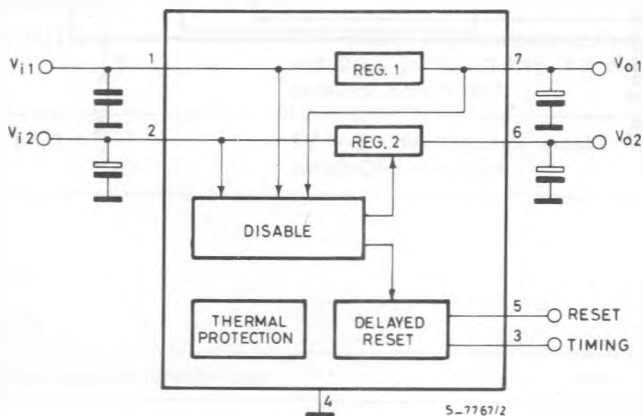 Vi1
1
REG. 1
7
Vo1
Vi2
2
REG. 2
6
Vo2
DISABLE
THERMAL
PROTECTION
DELAYED
RESET
5
RESET
3
TIMING
4
S_7767/2